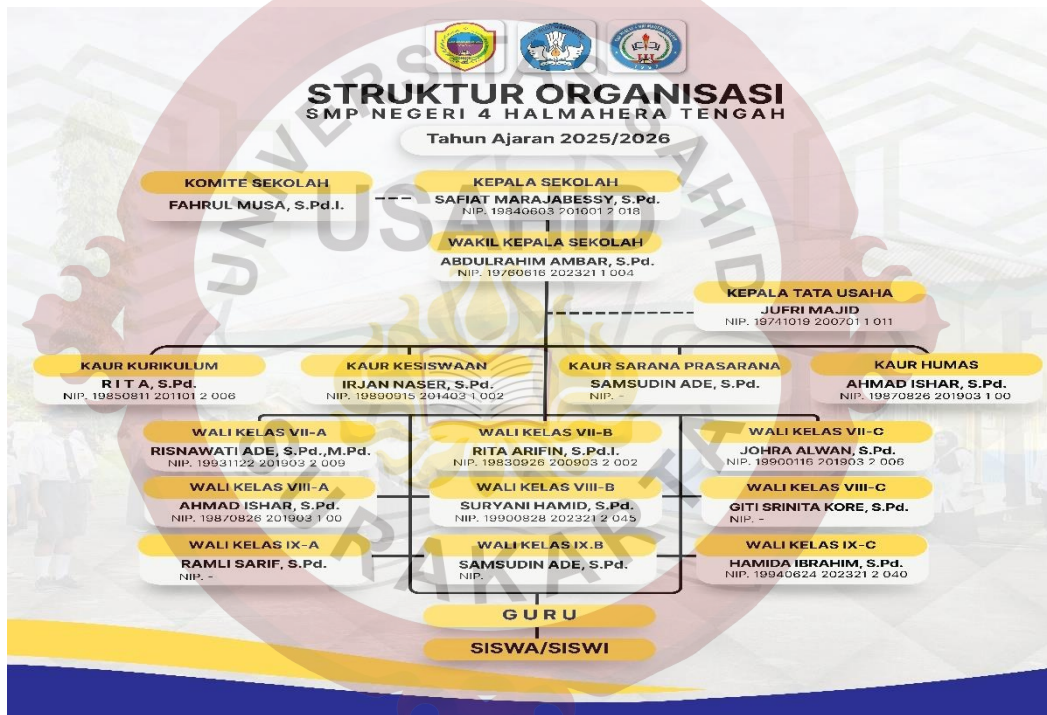 STRUKTUR ORGANISASI
SMP NEGERI 4 HALMAHERA TENGAH
Tahun Ajaran 2025/2026
KOMITE SEKOLAH
FAHRUL MUSA, S.Pd.I.
KEPALA SEKOLAH
SAFIAT MARAJABESSY, S.Pd.
NIP. 19840603 201001 2 018
WAKIL KEPALA SEKOLAH
ABDULRAHIM AMBAR, S.Pd.
NIP. 19760616 202321 1 004
KEPALA TATA USAHA
JUFRI MAJID
NIP. 19741019 200701 1 011
KAUR KURIKULUM
R I T A, S.Pd.
NIP. 19850811 201101 2 006
KAUR KESISWAAN
IRJAN NASER, S.Pd.
NIP. 19890915 201403 1 002
KAUR SARANA PRASARANA
SAMSUDIN ADE, S.Pd.
NIP. -
KAUR HUMAS
AHMAD ISHAR, S.Pd.
NIP. 19870826 201903 1 00
WALI KELAS VII-A
RISNAWATI ADE, S.Pd.,M.Pd.
NIP. 19931122 201903 2 009
WALI KELAS VII-B
RITA ARIFIN, S.Pd.I.
NIP. 19830926 200903 2 002
WALI KELAS VII-C
JOHRA ALWAN, S.Pd.
NIP. 19900116 201903 2 006
WALI KELAS VIII-A
AHMAD ISHAR, S.Pd.
NIP. 19870826 201903 1 00
WALI KELAS VIII-B
SURYANI HAMID, S.Pd.
NIP. 19900828 202321 2 045
WALI KELAS VIII-C
GITI SRINITA KORE, S.Pd.
NIP. -
WALI KELAS IX-A
RAMLI SARIF, S.Pd.
NIP. -
WALI KELAS IX.B
SAMSUDIN ADE, S.Pd.
NIP.
WALI KELAS IX-C
HAMIDA IBRAHIM, S.Pd.
NIP. 19940624 202321 2 040
G U R U
SISWA/SISWI
UNIVERSITAS SAHID
USAHID
SURAKARTA